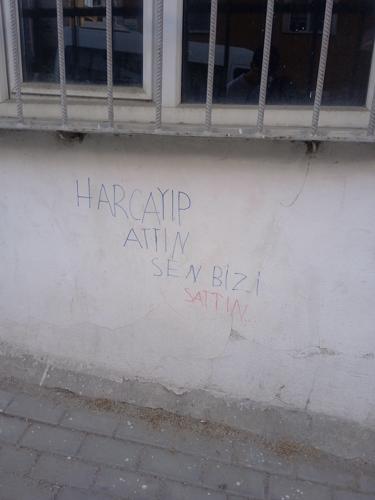 HARCAYIP
ATTIN
SEN BİZİ
SATTIN..